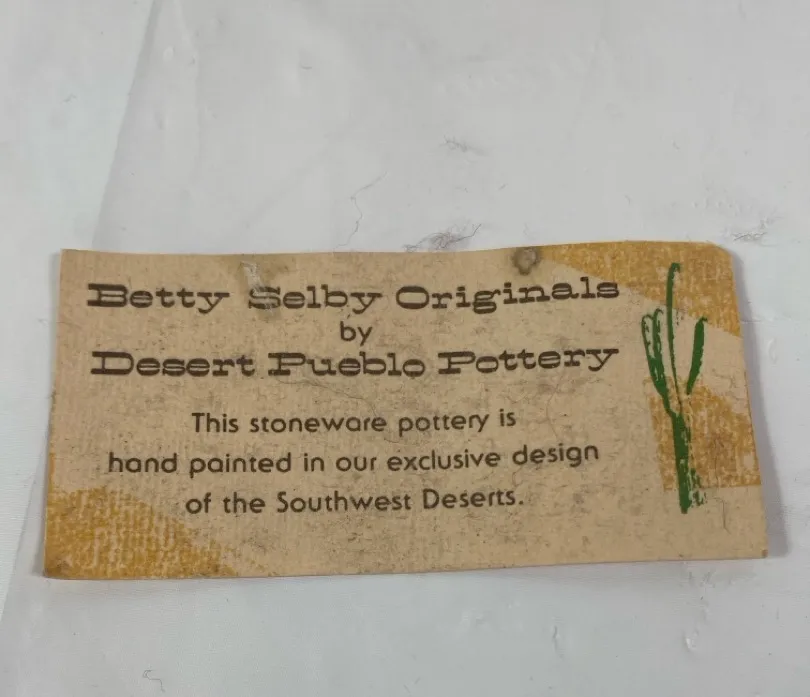 Betty Selby Originals
by
Desert Pueblo Pottery
This stoneware pottery is
hand painted in our exclusive design
of the Southwest Deserts.